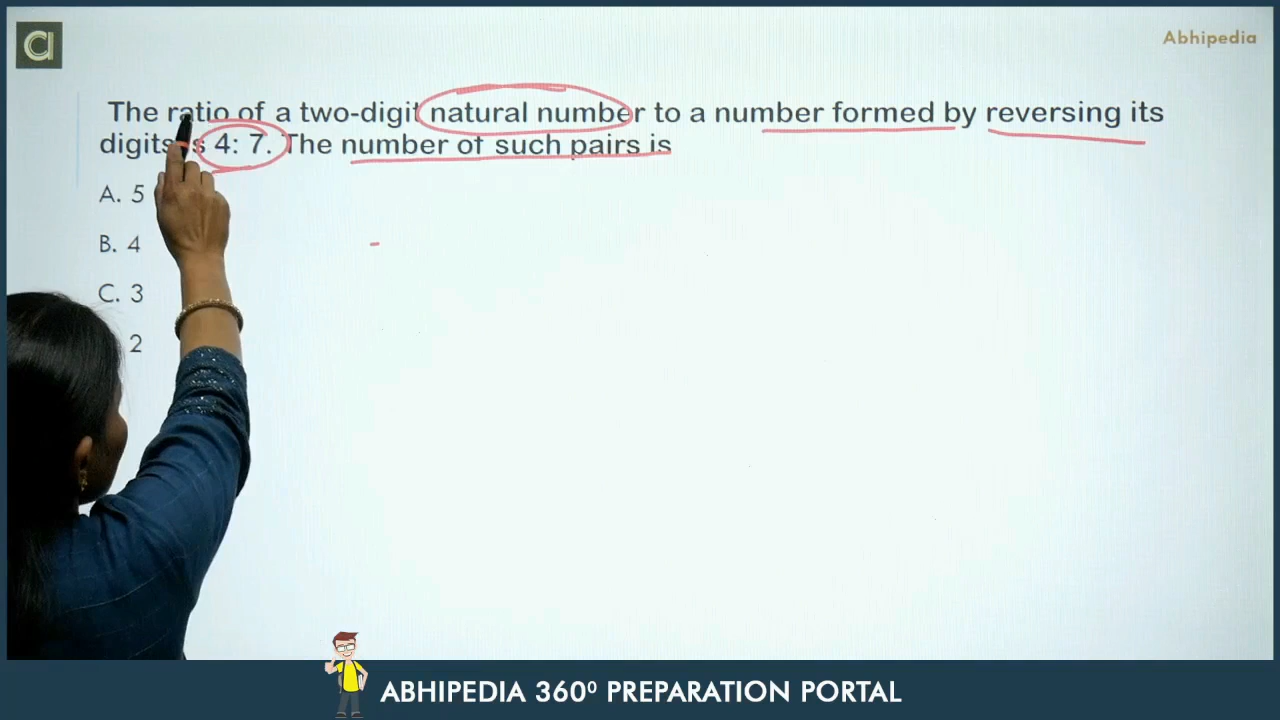 Abhipedia
The ratio of a two-digit natural number to a number formed by reversing its
digits is 4: 7. The number of such pairs is
A. 5
B. 4
C. 3
2
ABHIPEDIA 360⁰ PREPARATION PORTAL